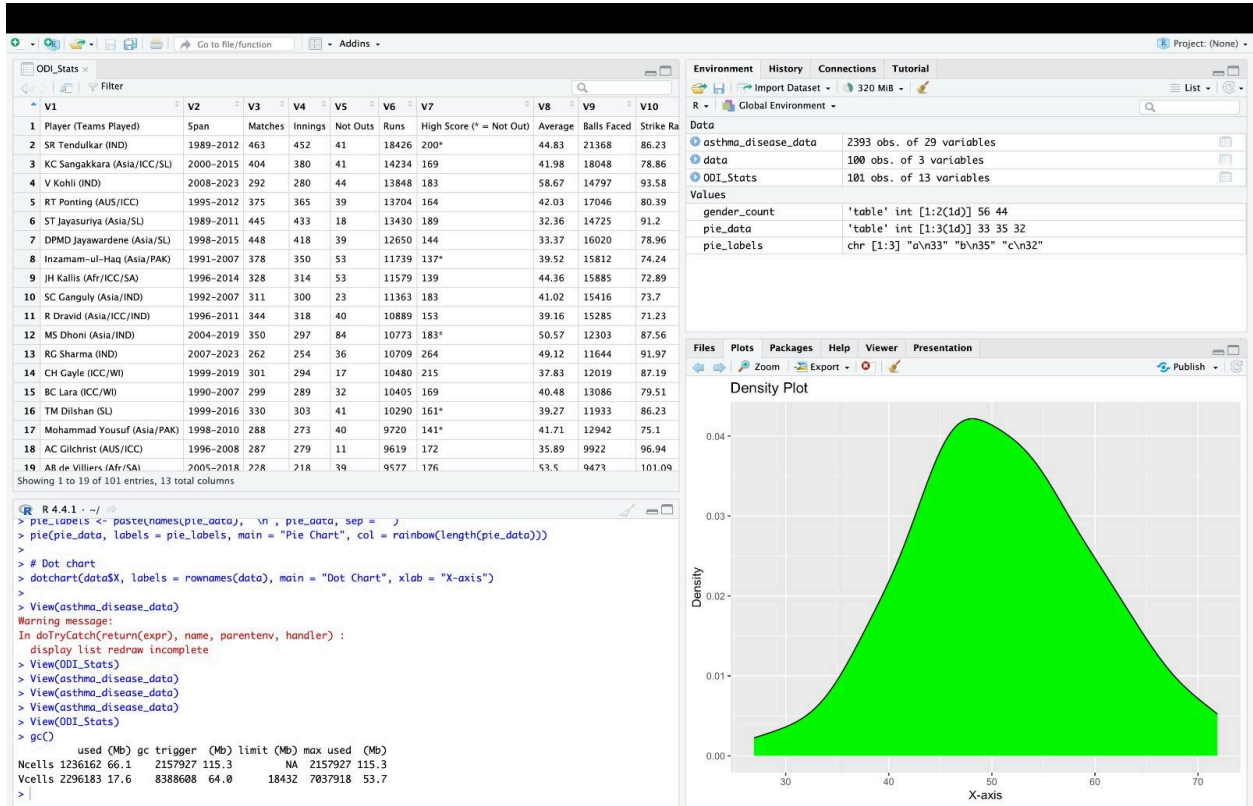 Go to file/function Addins Project: (None)
ODI_Stats
Filter
V1 V2 V3 V4 V5 V6 V7 V8 V9 V10
1 Player (Teams Played) Span Matches Innings Not Outs Runs High Score (* = Not Out) Average Balls Faced Strike Ra
2 SR Tendulkar (IND) 1989-2012 463 452 41 18426 200* 44.83 21368 86.23
3 KC Sangakkara (Asia/ICC/SL) 2000-2015 404 380 41 14234 169 41.98 18048 78.86
4 V Kohli (IND) 2008-2023 292 280 44 13848 183 58.67 14797 93.58
5 RT Ponting (AUS/ICC) 1995-2012 375 365 39 13704 164 42.03 17046 80.39
6 ST Jayasuriya (Asia/SL) 1989-2011 445 433 18 13430 189 32.36 14725 91.2
7 DPMD Jayawardene (Asia/SL) 1998-2015 448 418 39 12650 144 33.37 16020 78.96
8 Inzamam-ul-Haq (Asia/PAK) 1991-2007 378 350 53 11739 137* 39.52 15812 74.24
9 JH Kallis (Afr/ICC/SA) 1996-2014 328 314 53 11579 139 44.36 15885 72.89
10 SC Ganguly (Asia/IND) 1992-2007 311 300 23 11363 183 41.02 15416 73.7
11 R Dravid (Asia/ICC/IND) 1996-2011 344 318 40 10889 153 39.16 15285 71.23
12 MS Dhoni (Asia/IND) 2004-2019 350 297 84 10773 183* 50.57 12303 87.56
13 RG Sharma (IND) 2007-2023 262 254 36 10709 264 49.12 11644 91.97
14 CH Gayle (ICC/WI) 1999-2019 301 294 17 10480 215 37.83 12019 87.19
15 BC Lara (ICC/WI) 1990-2007 299 289 32 10405 169 40.48 13086 79.51
16 TM Dilshan (SL) 1999-2016 330 303 41 10290 161* 39.27 11933 86.23
17 Mohammad Yousuf (Asia/PAK) 1998-2010 288 273 40 9720 141* 41.71 12942 75.1
18 AC Gilchrist (AUS/ICC) 1996-2008 287 279 11 9619 172 35.89 9922 96.94
19 AB de Villiers (Afr/SA) 2005-2018 228 218 39 9577 176 53.5 9473 101.09
Showing 1 to 19 of 101 entries, 13 total columns
R 4.4.1 · ~/
> pie_labels <- paste(names(pie_data), "\n", pie_data, sep = "")
> pie(pie_data, labels = pie_labels, main = "Pie Chart", col = rainbow(length(pie_data)))
>
> # Dot chart
> dotchart(data$X, labels = rownames(data), main = "Dot Chart", xlab = "X-axis")
>
> View(asthma_disease_data)
Warning message:
In doTryCatch(return(expr), name, parentenv, handler) :
display list redraw incomplete
> View(ODI_Stats)
> View(asthma_disease_data)
> View(asthma_disease_data)
> View(asthma_disease_data)
> View(ODI_Stats)
> gc()
used (Mb) gc trigger (Mb) limit (Mb) max used (Mb)
Ncells 1236162 66.1 2157927 115.3 NA 2157927 115.3
Vcells 2296183 17.6 8388608 64.0 18432 7037918 53.7
>
Environment History Connections Tutorial
Import Dataset 320 MiB List
R Global Environment
Data
asthma_disease_data 2393 obs. of 29 variables
data 100 obs. of 3 variables
ODI_Stats 101 obs. of 13 variables
Values
gender_count 'table' int [1:2(1d)] 56 44
pie_data 'table' int [1:3(1d)] 33 35 32
pie_labels chr [1:3] "a\n33" "b\n35" "c\n32"
Files Plots Packages Help Viewer Presentation
Zoom Export Publish
Density Plot
0.04
0.03
0.02
0.01
0.00
Density
30 40 50 60 70
X-axis